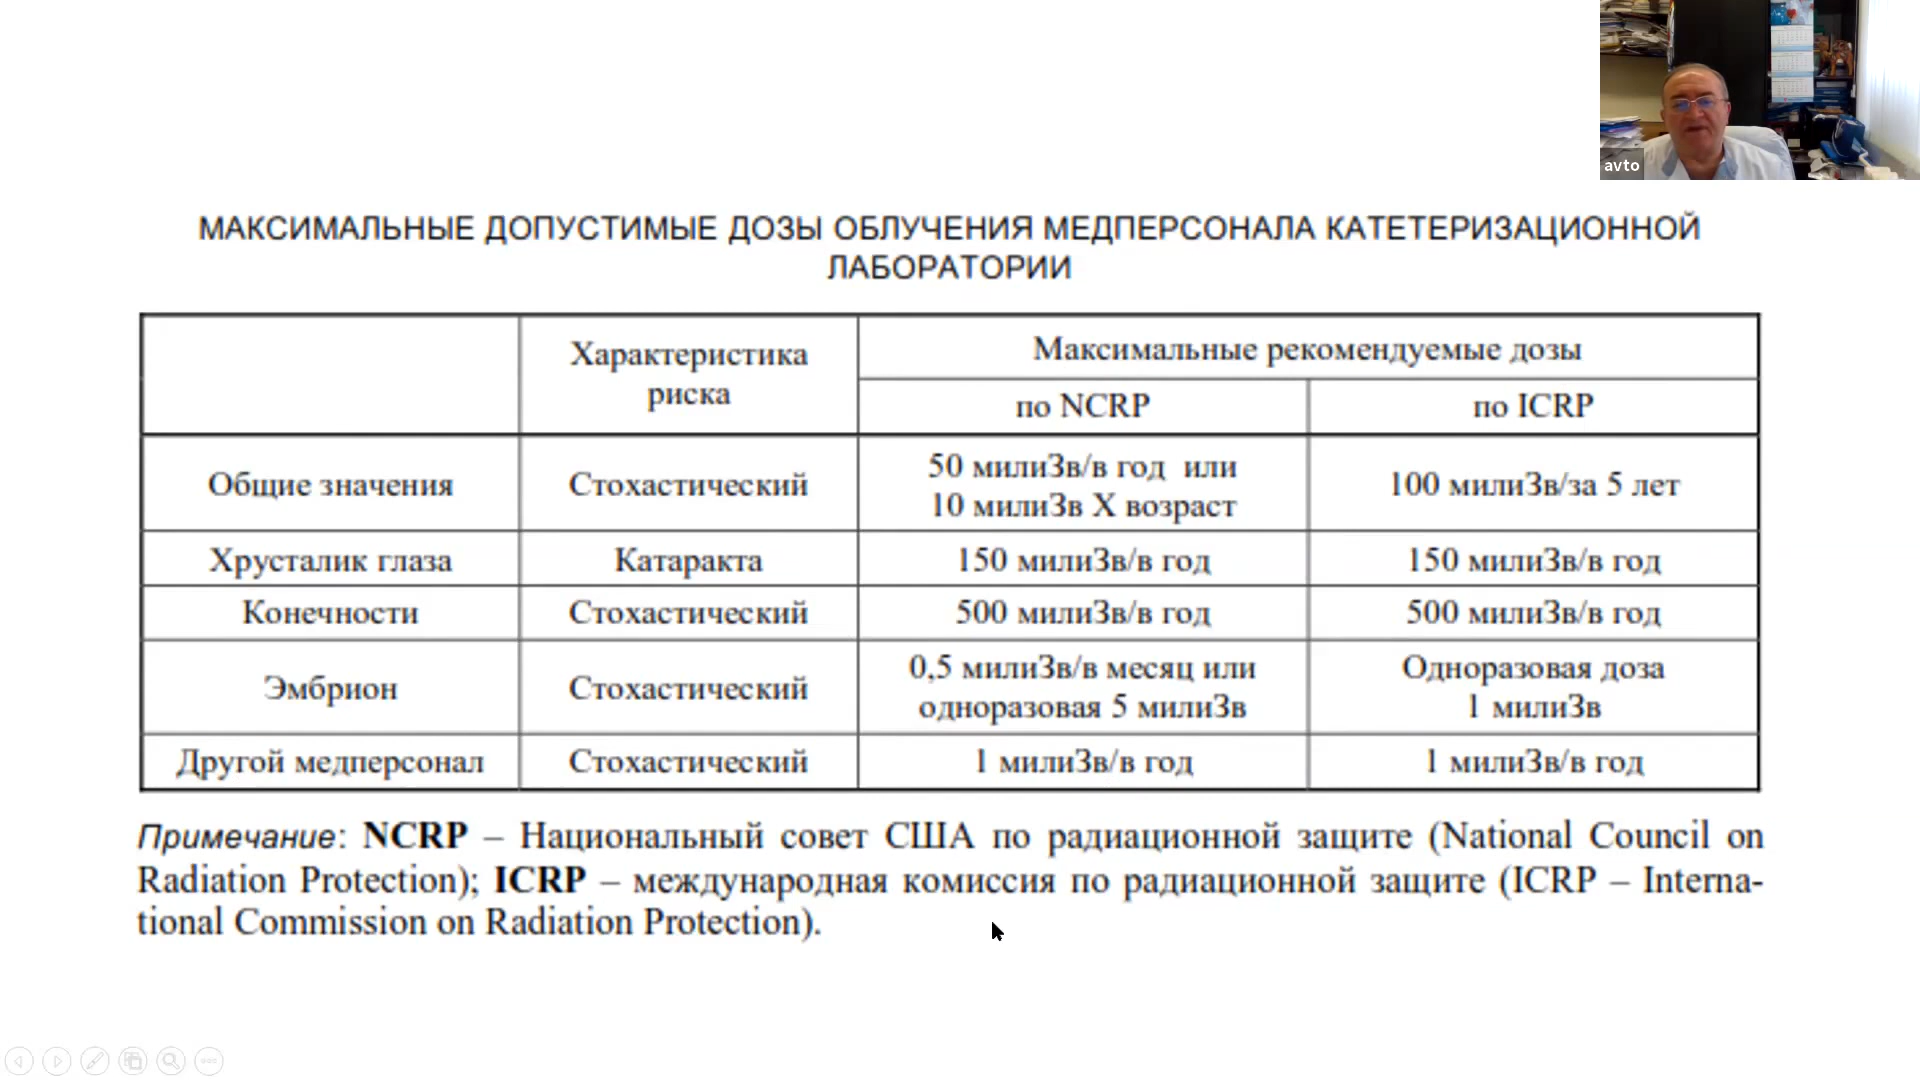 avto
МАКСИМАЛЬНЫЕ ДОПУСТИМЫЕ ДОЗЫ ОБЛУЧЕНИЯ МЕДПЕРСОНАЛА КАТЕТЕРИЗАЦИОННОЙ
ЛАБОРАТОРИИ
Характеристика
риска
Максимальные рекомендуемые дозы
по NCRP
по ICRP
Общие значения
Стохастический
50 милиЗв/в год или
10 милиЗв X возраст
100 милиЗв/за 5 лет
Хрусталик глаза
Катаракта
150 милиЗв/в год
150 милиЗв/в год
Конечности
Стохастический
500 милиЗв/в год
500 милиЗв/в год
Эмбрион
Стохастический
0,5 милиЗв/в месяц или
одноразовая 5 милиЗв
Одноразовая доза
1 милиЗв
Другой медперсонал
Стохастический
1 милиЗв/в год
1 милиЗв/в год
Примечание: NCRP – Национальный совет США по радиационной защите (National Council on
Radiation Protection); ICRP – международная комиссия по радиационной защите (ICRP – Interna-
tional Commission on Radiation Protection).